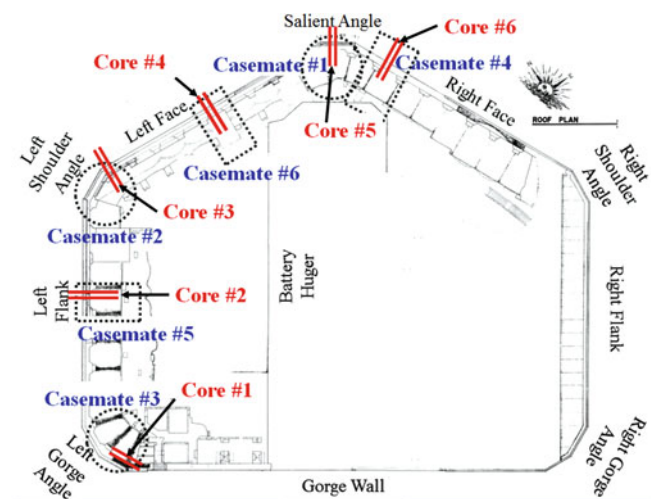 Salient Angle
Core #6
Core #4
Casemate #1
Casemate #4
Left Face
Core #5
Right Face
ROOF PLAN
Left
Shoulder
Angle
Casemate #6
Right Shoulder
Angle
Core #3
Casemate #2
Battery
Huger
Left
Flank
Core #2
Right Flank
Casemate #5
Casemate #3
Core #1
Left
Gorge
Angle
Right Gorge
Angle
Gorge Wall